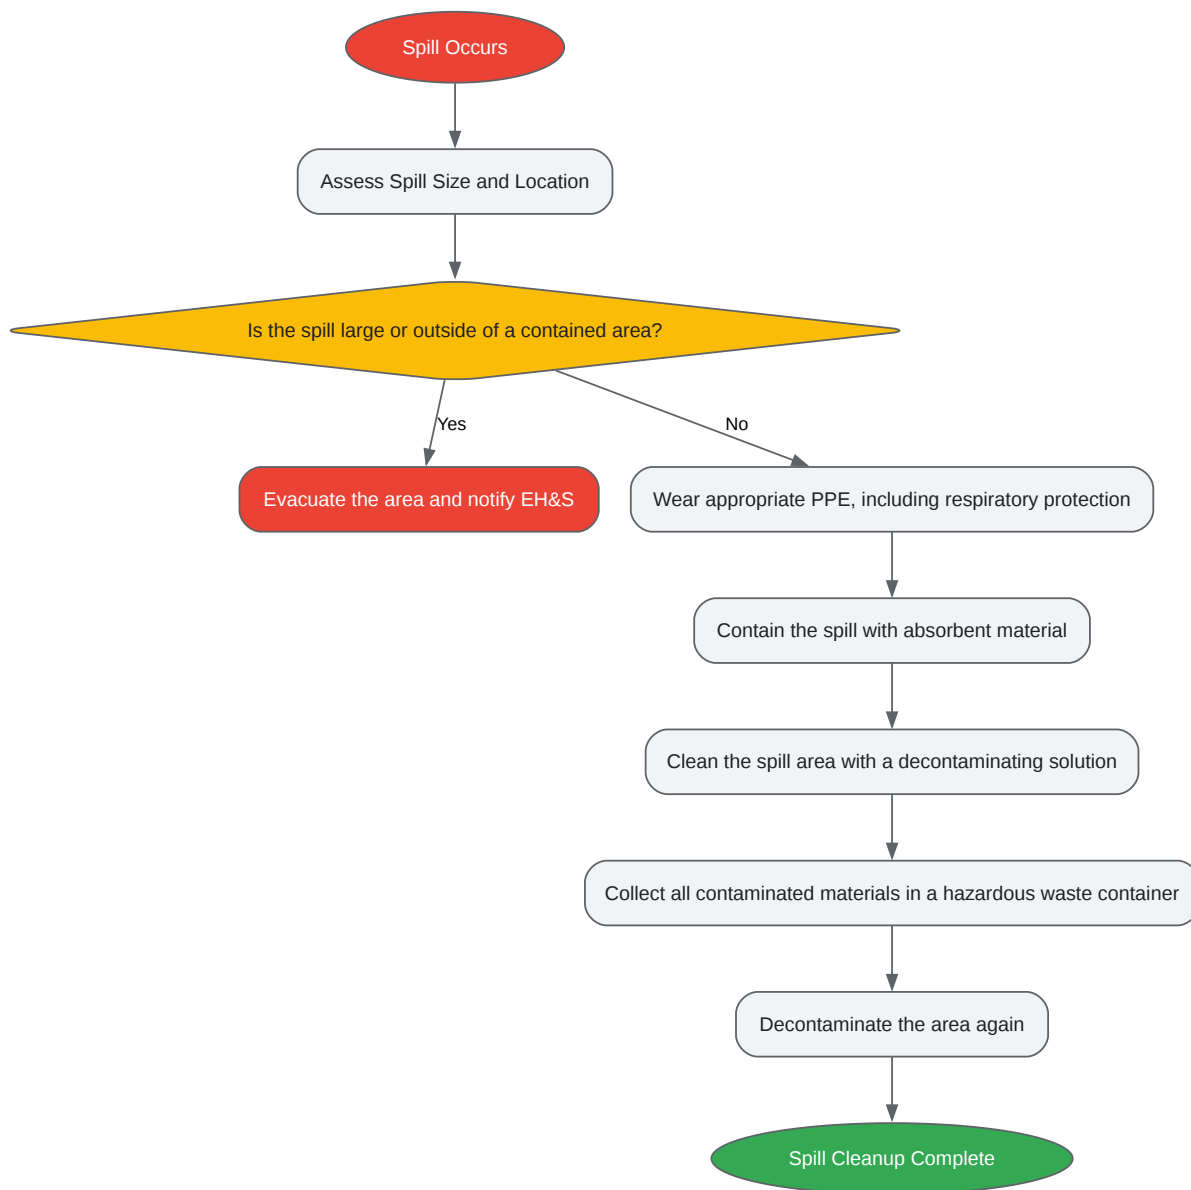 Spill Occurs
Assess Spill Size and Location
Is the spill large or outside of a contained area?
Yes
No
Evacuate the area and notify EH&S
Wear appropriate PPE, including respiratory protection
Contain the spill with absorbent material
Clean the spill area with a decontaminating solution
Collect all contaminated materials in a hazardous waste container
Decontaminate the area again
Spill Cleanup Complete